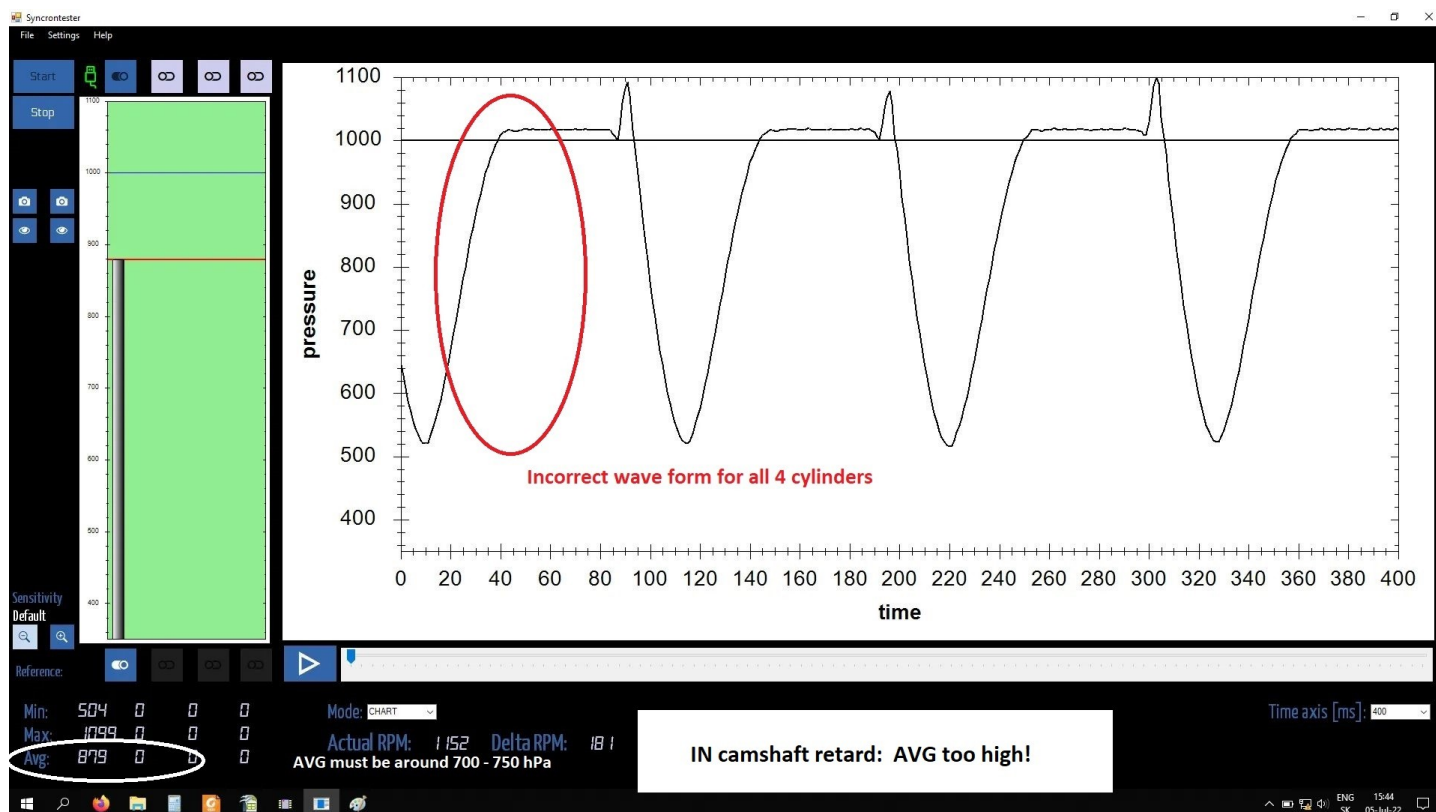 Syncrontester
File Settings Help
Start
Stop
1100
1000
900
800
700
600
500
400
1100
1000
900
800
700
600
500
400
pressure
0 20 40 60 80 100 120 140 160 180 200 220 240 260 280 300 320 340 360 380 400
time
Incorrect wave form for all 4 cylinders
Sensitivity
Default
Reference:
Min: 504 0 0 0
Max: 1099 0 0 0
Avg: 879 0 0 0
Mode: CHART
Actual RPM: 1152 Delta RPM: 181
AVG must be around 700 - 750 hPa
IN camshaft retard: AVG too high!
Time axis [ms]: 400
ENG
SK
15:44
05-Jul-22